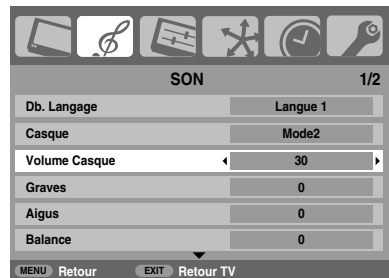 SON 1/2
Db. Langage Langue 1
Casque Mode2
Volume Casque 30
Graves 0
Aigus 0
Balance 0
MENU Retour EXIT Retour TV